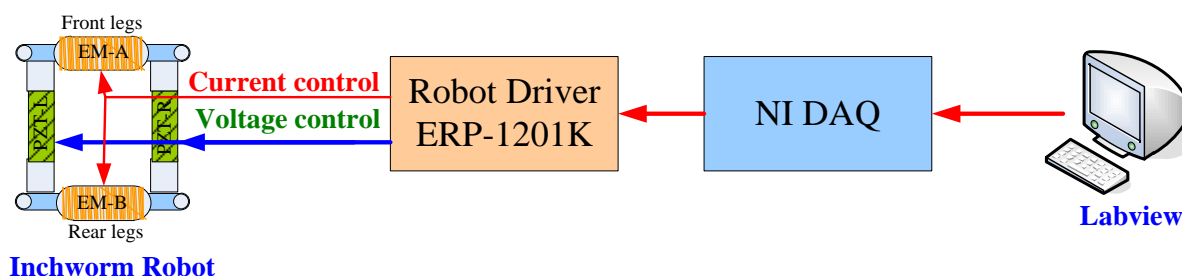 Front legs
EM-A
Current control
Voltage control
PZT-L
PZT-R
EM-B
Rear legs
Inchworm Robot
Robot Driver
ERP-1201K
NI DAQ
Labview